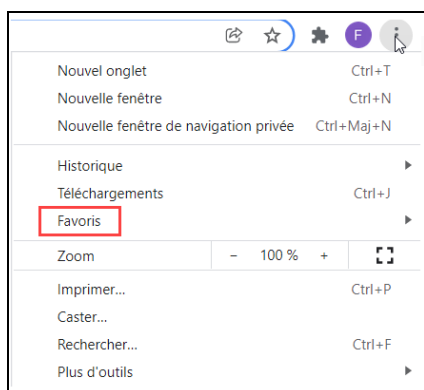 F
Nouvel onglet Ctrl+T
Nouvelle fenêtre Ctrl+N
Nouvelle fenêtre de navigation privée Ctrl+Maj+N
Historique
Téléchargements Ctrl+J
Favoris
Zoom - 100 % +
Imprimer... Ctrl+P
Caster...
Rechercher... Ctrl+F
Plus d'outils